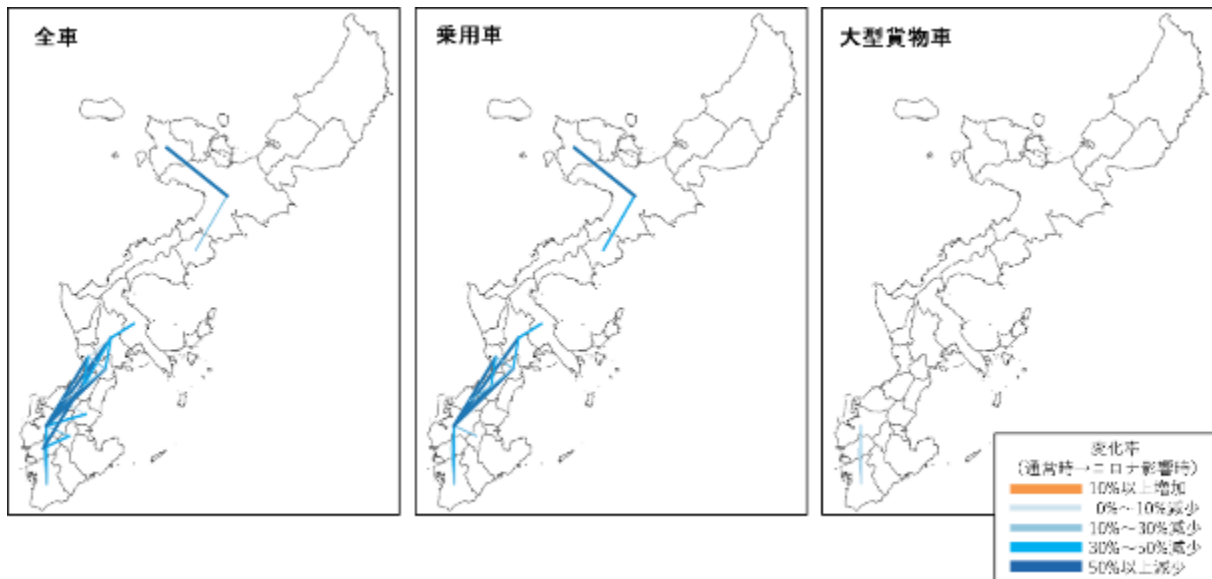 全車
乗用車
大型貨物車
変化率
(通常時→コロナ影響時)
10%以上増加
0%～10%減少
10%～30%減少
30%～50%減少
50%以上減少